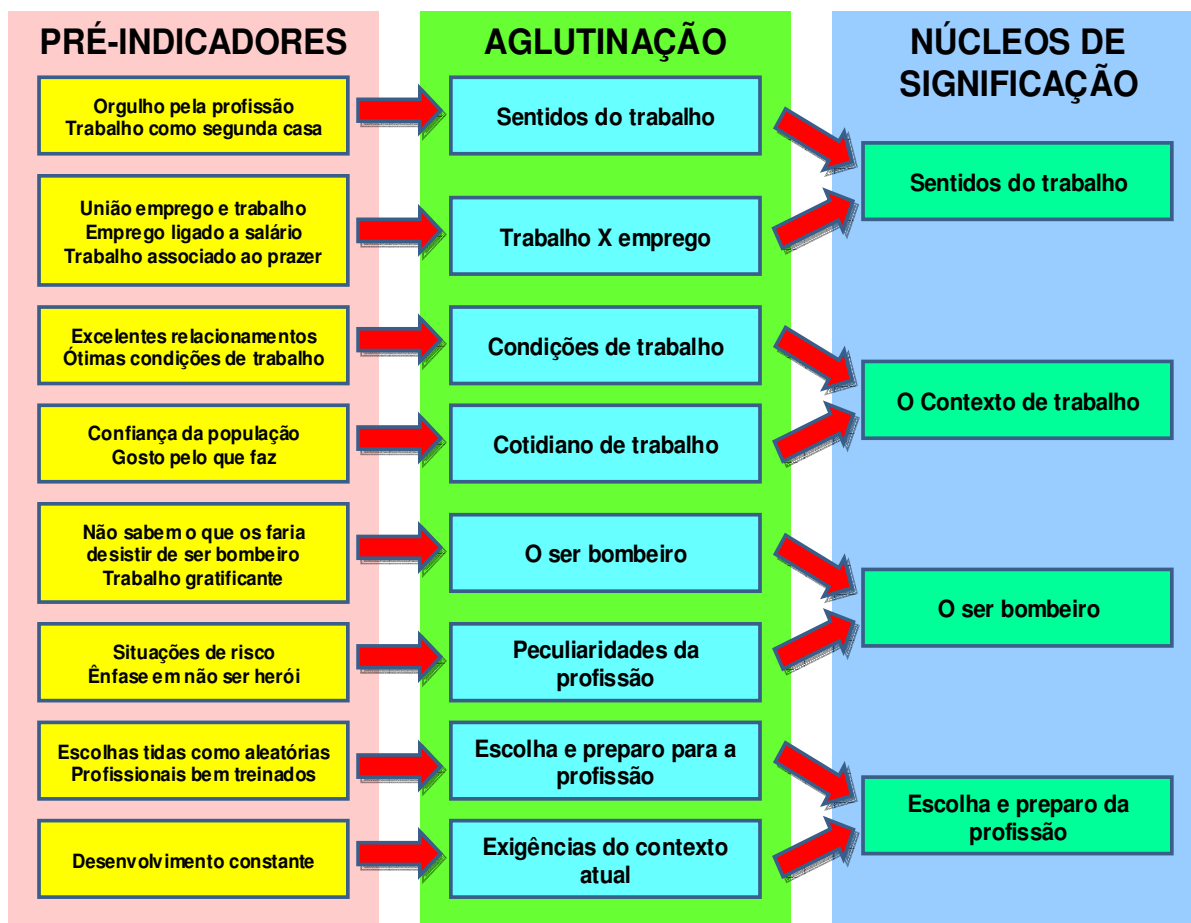 PRÉ-INDICADORES
Orgulho pela profissão
Trabalho como segunda casa
União emprego e trabalho
Emprego ligado a salário
Trabalho associado ao prazer
Excelentes relacionamentos
Ótimas condições de trabalho
Confiança da população
Gosto pelo que faz
Não sabem o que os faria
desistir de ser bombeiro
Trabalho gratificante
Situações de risco
Ênfase em não ser herói
Escolhas tidas como aleatórias
Profissionais bem treinados
Desenvolvimento constante
AGLUTINAÇÃO
Sentidos do trabalho
Trabalho X emprego
Condições de trabalho
Cotidiano de trabalho
O ser bombeiro
Peculiaridades da
profissão
Escolha e preparo para a
profissão
Exigências do contexto
atual
NÚCLEOS DE
SIGNIFICAÇÃO
Sentidos do trabalho
O Contexto de trabalho
O ser bombeiro
Escolha e preparo da
profissão